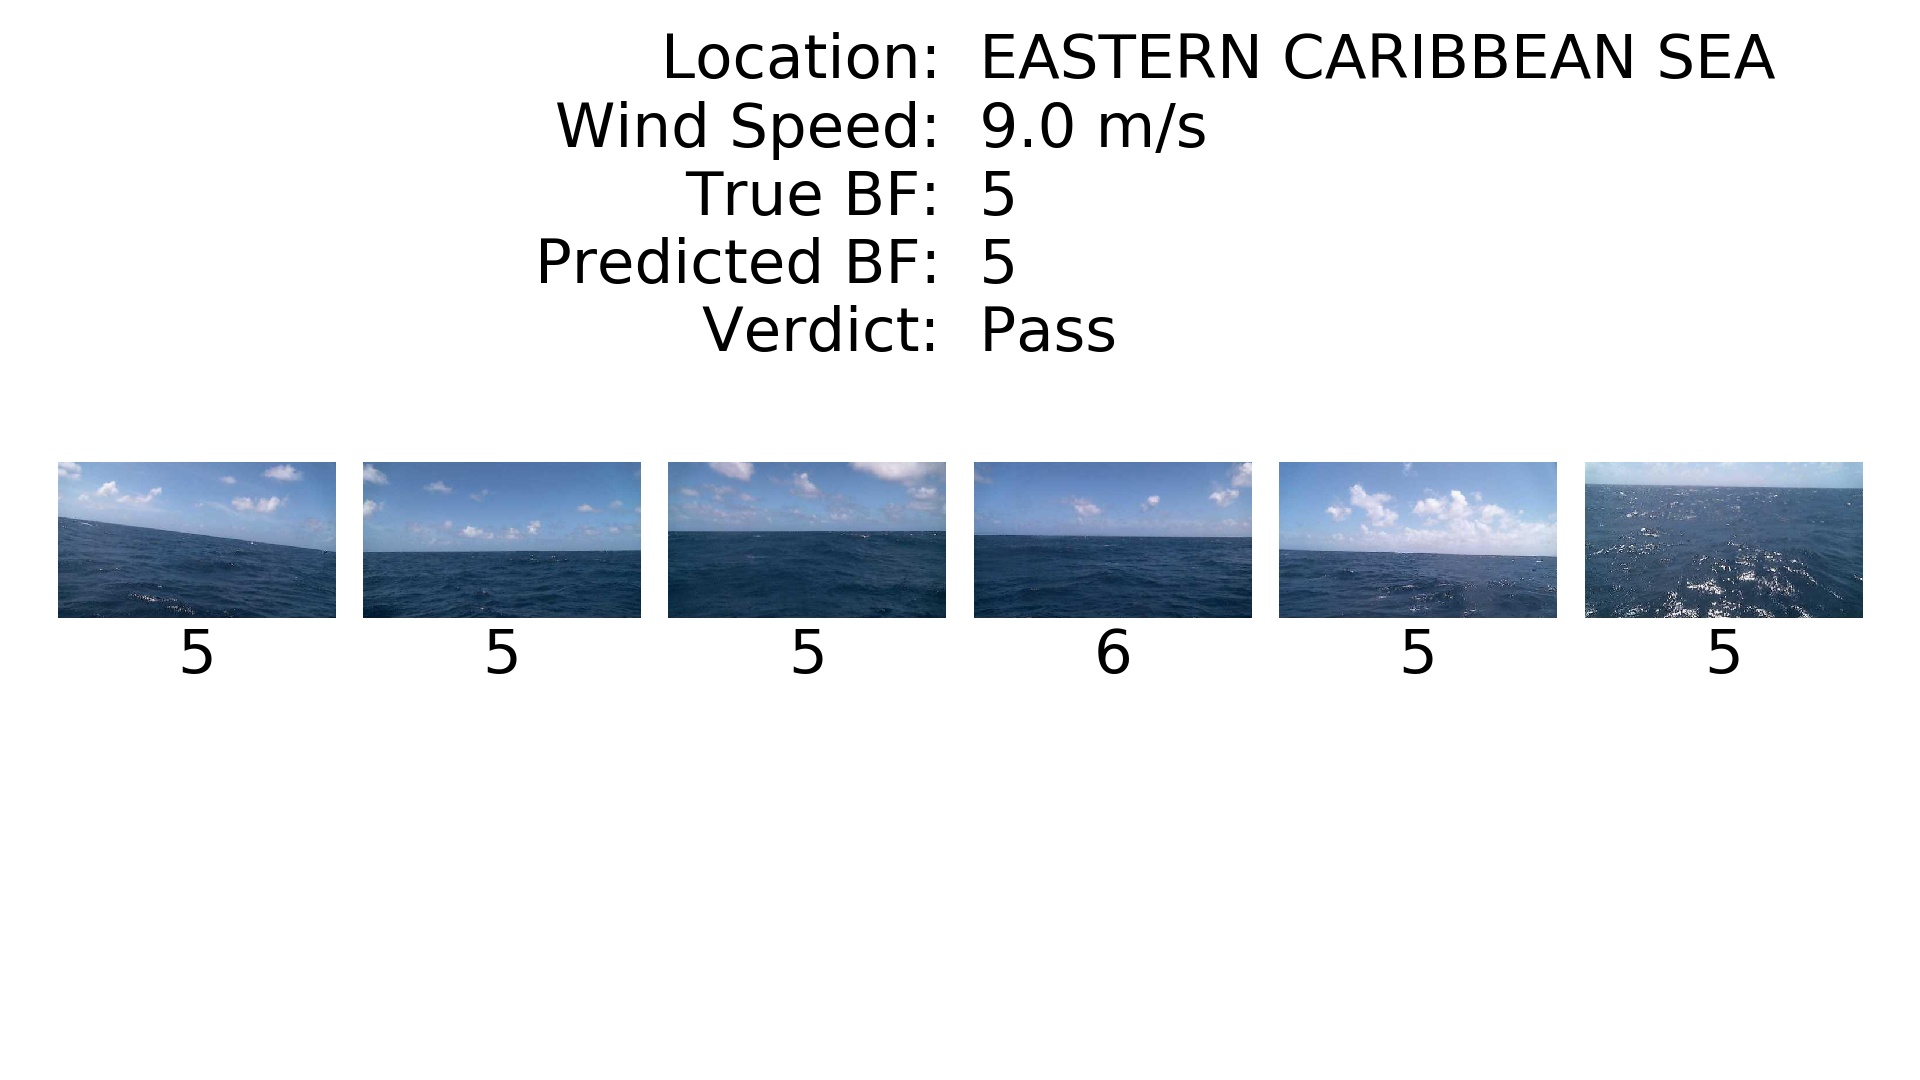 Location: EASTERN CARIBBEAN SEA
Wind Speed: 9.0 m/s
True BF: 5
Predicted BF: 5
Verdict: Pass
5 5 5 6 5 5